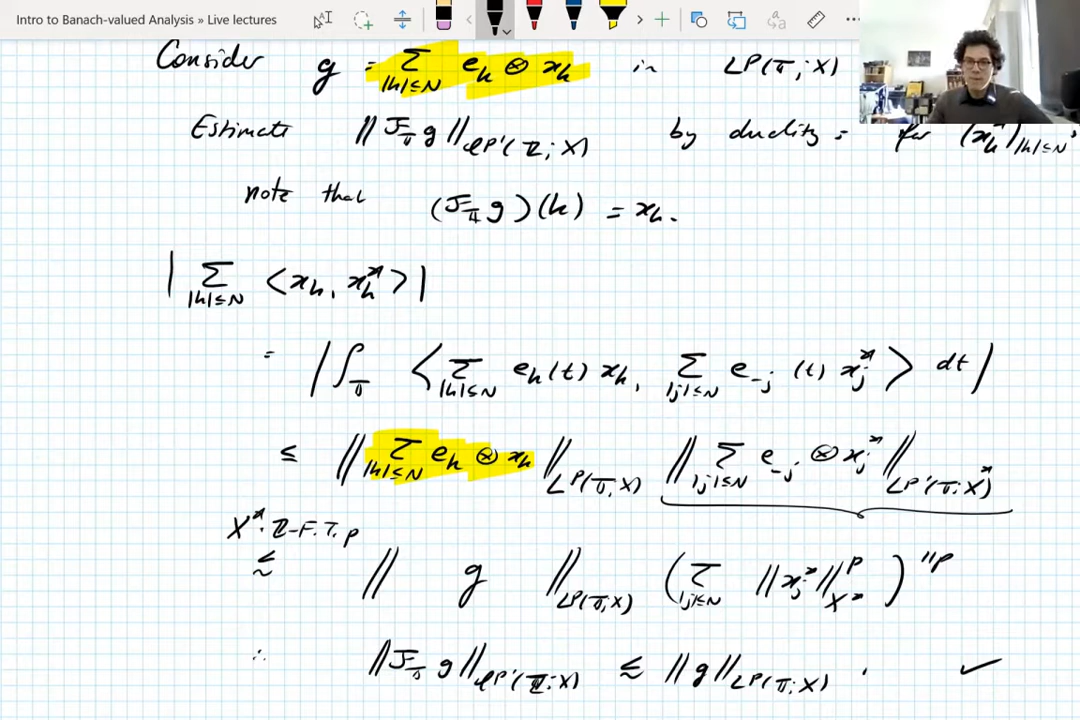 Intro to Banach-valued Analysis » Live lectures
Consider g = Σ_{|k|≤N} e_k ⊗ x_k in L^p(𝕋; X)
Estimate ‖ℱ_𝕋 g‖_{ℓ^{p'}(ℤ; X)} by duality: for (x_k^*)_{|k|≤N}
note that (ℱ_𝕋 g)(k) = x_k.
| Σ_{|k|≤N} <x_k, x_k^*> |
= | ∫_𝕋 < Σ_{|k|≤N} e_k(t) x_k, Σ_{|j|≤N} e_{-j}(t) x_j^* > dt |
≤ ‖ Σ_{|k|≤N} e_k ⊗ x_k ‖_{L^p(𝕋; X)} ‖ Σ_{|j|≤N} e_{-j} ⊗ x_j^* ‖_{L^{p'}(𝕋; X^*)}
X^*: ℤ-F.T. p
≲ ‖ g ‖_{L^p(𝕋; X)} ( Σ_{|j|≤N} ‖x_j^*‖_{X^*}^p )^{1/p}
∴ ‖ℱ_𝕋 g‖_{ℓ^{p'}(ℤ; X)} ≲ ‖g‖_{L^p(𝕋; X)} . ✓